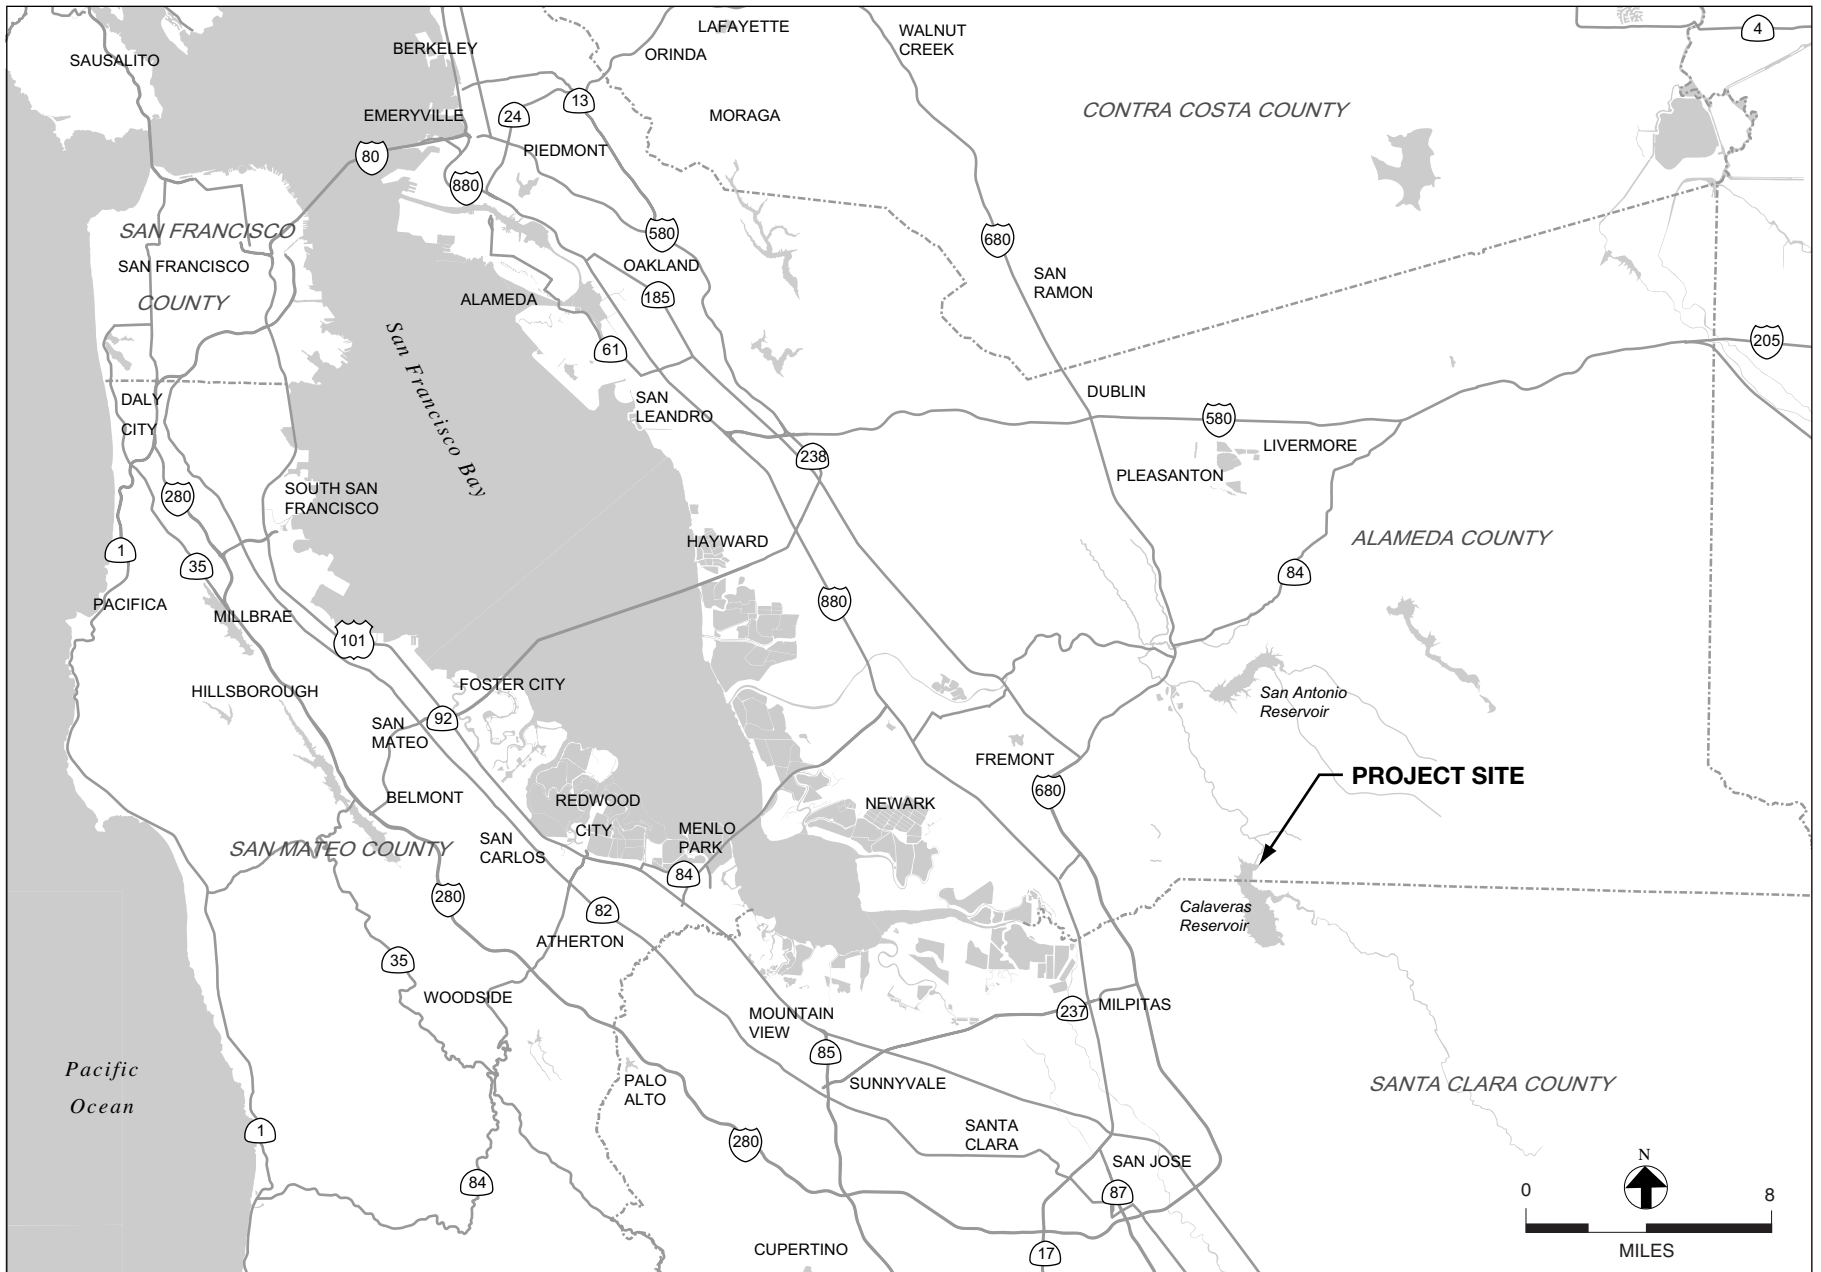 SAUSALITO
BERKELEY
LAFAYETTE
ORINDA
WALNUT
CREEK
4
13
24
EMERYVILLE
MORAGA
CONTRA COSTA COUNTY
80
PIEDMONT
880
SAN FRANCISCO
SAN FRANCISCO
COUNTY
580
680
OAKLAND
185
ALAMEDA
SAN
RAMON
San Francisco Bay
61
205
DALY
CITY
SAN
LEANDRO
DUBLIN
580
LIVERMORE
238
PLEASANTON
280
SOUTH SAN
FRANCISCO
1
35
HAYWARD
ALAMEDA COUNTY
84
PACIFICA
MILLBRAE
880
101
HILLSBOROUGH
FOSTER CITY
San Antonio
Reservoir
92
SAN
MATEO
FREMONT
PROJECT SITE
680
BELMONT
REDWOOD
CITY
NEWARK
SAN
CARLOS
MENLO
PARK
SAN MATEO COUNTY
84
280
82
Calaveras
Reservoir
ATHERTON
35
WOODSIDE
MOUNTAIN
VIEW
237
MILPITAS
85
Pacific
Ocean
PALO
ALTO
SUNNYVALE
SANTA CLARA COUNTY
1
280
SANTA
CLARA
SAN JOSE
84
87
CUPERTINO
17
N
0
8
MILES